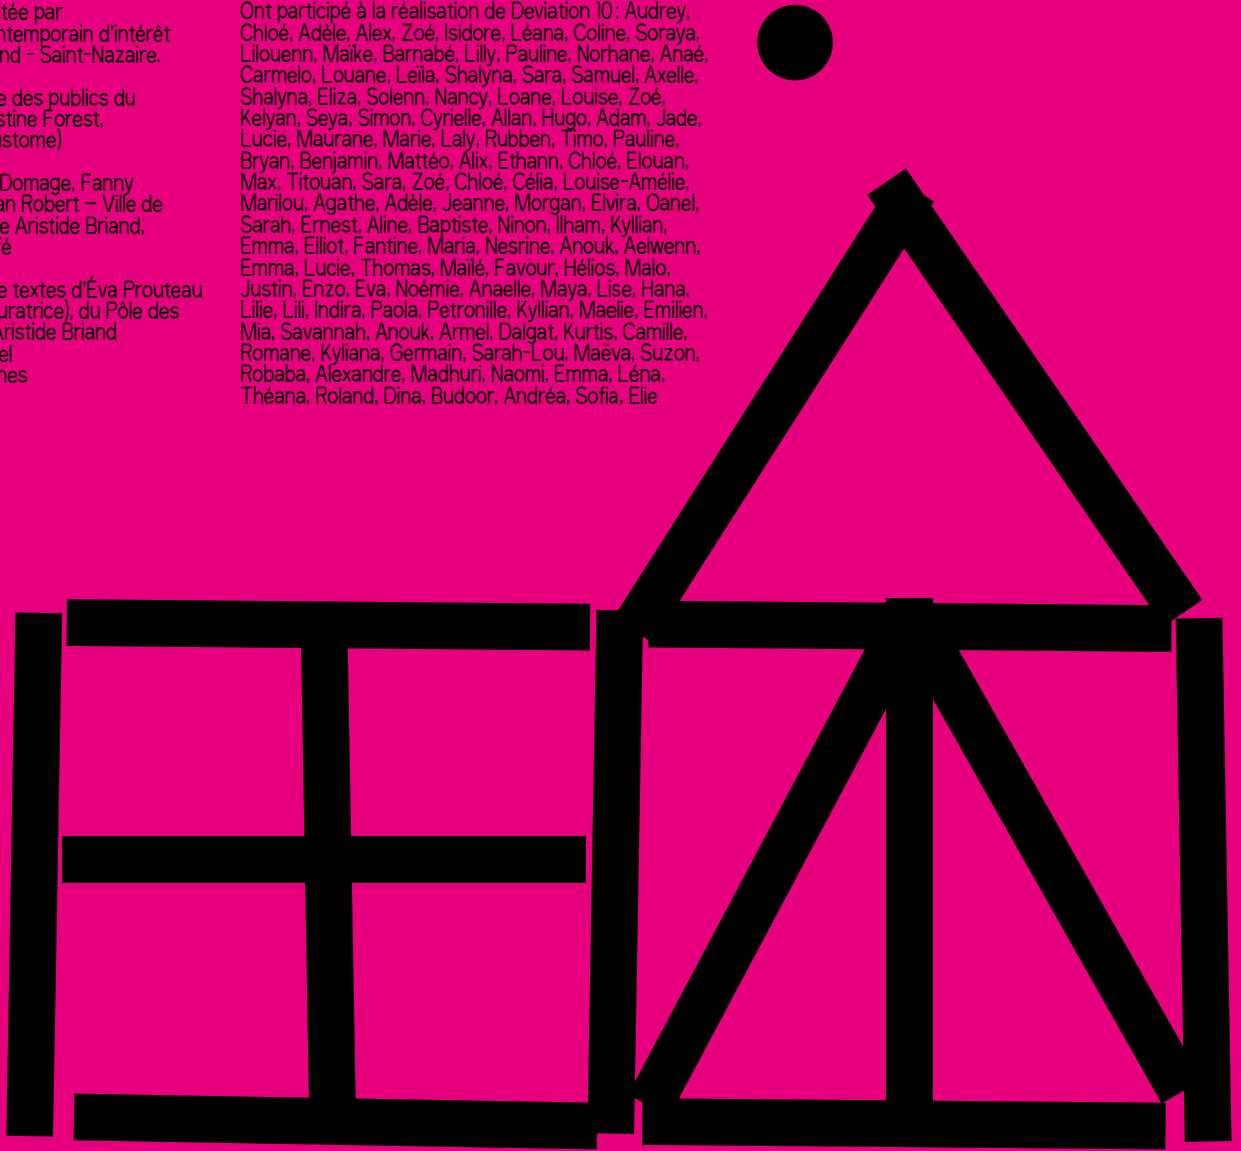 tée par
ntemporain d'intérêt
nd - Saint-Nazaire.
e des publics du
stine Forest,
ustome)
Domage, Fanny
an Robert – Ville de
e Aristide Briand,
fé
e textes d'Éva Prouteau
uratrice), du Pôle des
Aristide Briand
el
nes
Ont participé à la réalisation de Deviation 10 : Audrey,
Chloé, Adèle, Alex, Zoé, Isidore, Léana, Coline, Soraya,
Lilouenn, Maïke, Barnabé, Lilly, Pauline, Norhane, Anaé,
Carmelo, Louane, Leïla, Shalyna, Sara, Samuel, Axelle,
Shalyna, Eliza, Solenn, Nancy, Loane, Louise, Zoé,
Kelyan, Seya, Simon, Cyrielle, Allan, Hugo, Adam, Jade,
Lucie, Maurane, Marie, Laly, Rubben, Timo, Pauline,
Bryan, Benjamin, Mattéo, Alix, Ethann, Chloé, Elouan,
Max, Titouan, Sara, Zoé, Chloé, Célia, Louise-Amélie,
Marilou, Agathe, Adèle, Jeanne, Morgan, Elvira, Oanel,
Sarah, Ernest, Aline, Baptiste, Ninon, Ilham, Kyllian,
Emma, Elliot, Fantine, Maria, Nesrine, Anouk, Aelwenn,
Emma, Lucie, Thomas, Maïlé, Favour, Hélios, Malo,
Justin, Enzo, Eva, Noémie, Anaelle, Maya, Lise, Hana,
Lilie, Lili, Indira, Paola, Petronille, Kyllian, Maelie, Emilien,
Mia, Savannah, Anouk, Armel, Dalgat, Kurtis, Camille,
Romane, Kyliana, Germain, Sarah-Lou, Maëva, Suzon,
Robaba, Alexandre, Madhuri, Naomi, Emma, Léna,
Théana, Roland, Dina, Budoor, Andréa, Sofia, Elie